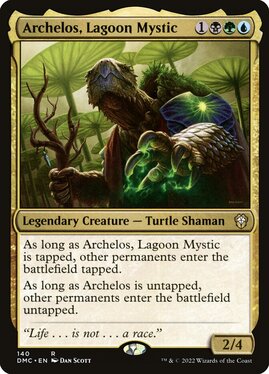 Archelos, Lagoon Mystic 1
Legendary Creature — Turtle Shaman
As long as Archelos, Lagoon Mystic
is tapped, other permanents enter the
battlefield tapped.
As long as Archelos is untapped,
other permanents enter the battlefield
untapped.
“Life . . . is not . . . a race.”
2/4
140 R
DMC • EN DAN SCOTT ™ & © 2022 Wizards of the Coast